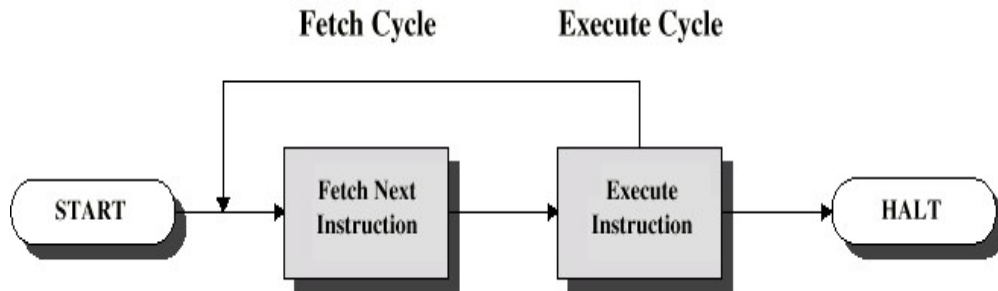 Fetch Cycle
Execute Cycle
START
Fetch Next
Instruction
Execute
Instruction
HALT